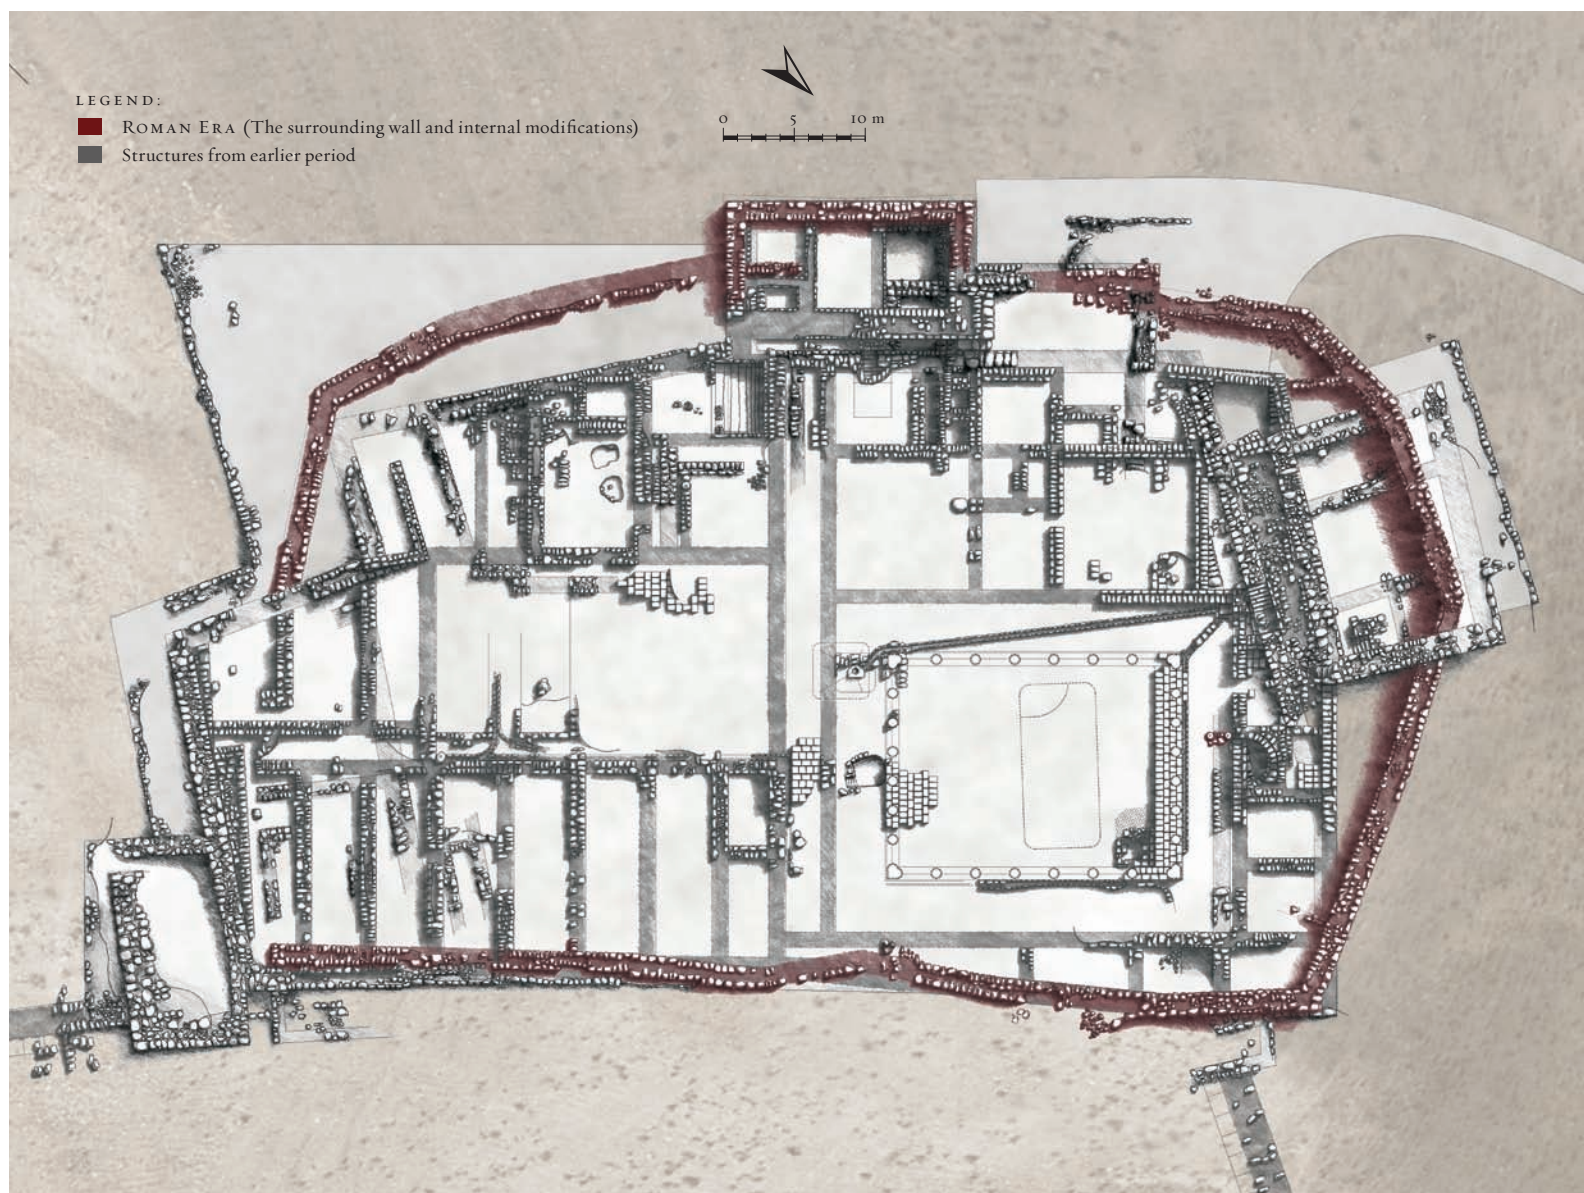 LEGEND:
ROMAN ERA (The surrounding wall and internal modifications)
Structures from earlier period
0 5 10 m